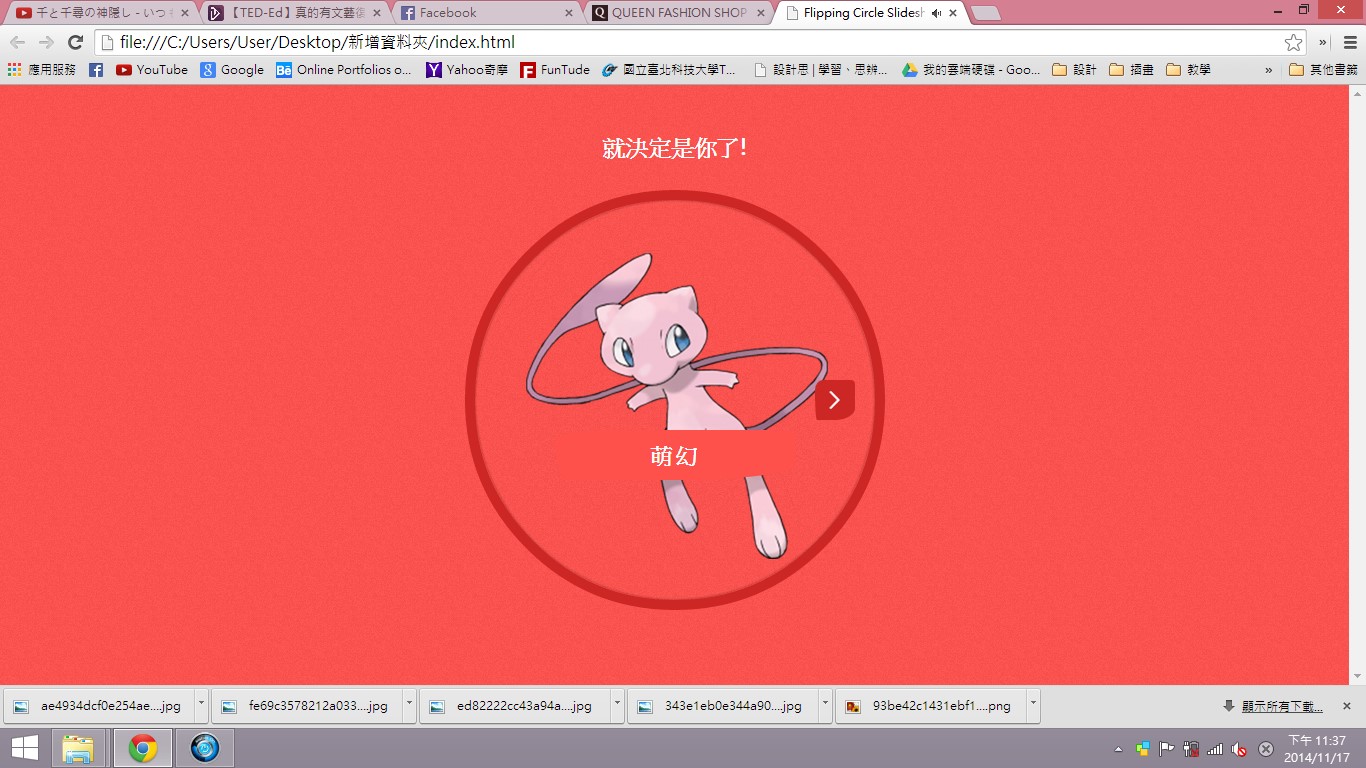 千と千尋の神隠し - いつも
【TED-Ed】真的有文藝復
Facebook
QUEEN FASHION SHOP
Flipping Circle Slidesh
file:///C:/Users/User/Desktop/新增資料夾/index.html
應用服務
YouTube
Google
Online Portfolios o...
Yahoo奇摩
FunTude
國立臺北科技大學T...
設計思 | 學習、思辨...
我的雲端硬碟 - Goo...
設計
插畫
教學
其他書籤
就決定是你了!
萌幻
ae4934dcf0e254ae....jpg
fe69c3578212a033....jpg
ed82222cc43a94a....jpg
343e1eb0e344a90....jpg
93be42c1431ebf1....png
顯示所有下載...
下午 11:37
2014/11/17